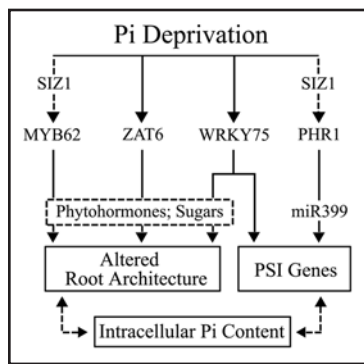 Pi Deprivation
SIZ1 SIZ1
MYB62 ZAT6 WRKY75 PHR1
Phytohormones; Sugars miR399
Altered
Root Architecture
PSI Genes
Intracellular Pi Content